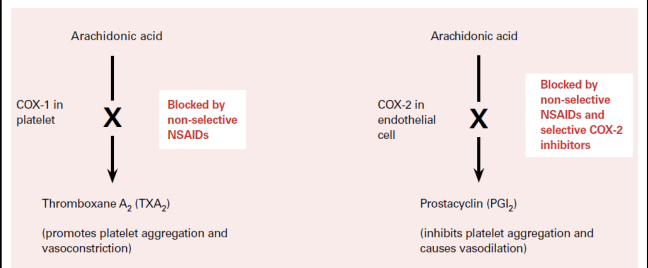 Arachidonic acid
COX-1 in
platelet
X
Blocked by
non-selective
NSAIDs
Thromboxane A₂ (TXA₂)
(promotes platelet aggregation and
vasoconstriction)
Arachidonic acid
COX-2 in
endothelial
cell
X
Blocked by
non-selective
NSAIDs and
selective COX-2
inhibitors
Prostacyclin (PGI₂)
(inhibits platelet aggregation and
causes vasodilation)